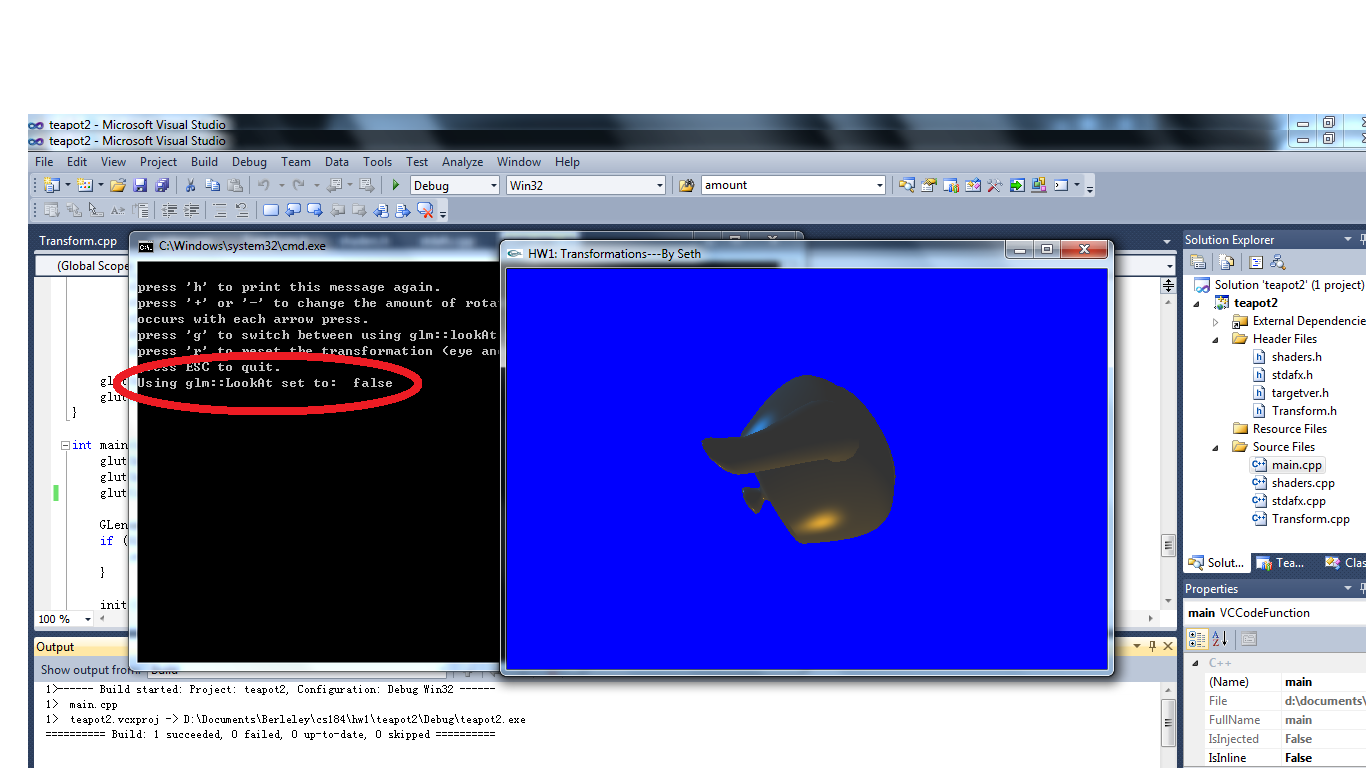 teapot2 - Microsoft Visual Studio
teapot2 - Microsoft Visual Studio
File Edit View Project Build Debug Team Data Tools Test Analyze Window Help
Debug Win32 amount
Transform.cpp
(Global Scope
C:\Windows\system32\cmd.exe
press 'h' to print this message again.
press '+' or '-' to change the amount of rota
occurs with each arrow press.
press 'g' to switch between using glm::lookAt
press 'r' to reset the transformation (eye an
press ESC to quit.
Using glm::LookAt set to: false
HW1: Transformations---By Seth
glu
glut
}
int main
glut
glut
glut
GLen
if (
}
init
100 %
Solution Explorer
Solution 'teapot2' (1 project)
teapot2
External Dependencie
Header Files
shaders.h
stdafx.h
targetver.h
Transform.h
Resource Files
Source Files
main.cpp
shaders.cpp
stdafx.cpp
Transform.cpp
Solut... Tea... Clas
Properties
main VCCodeFunction
C++
(Name) main
File d:\documents\
FullName main
IsInjected False
IsInline False
Output
Show output from:
1>------ Build started: Project: teapot2, Configuration: Debug Win32 ------
1> main.cpp
1> teapot2.vcxproj -> D:\Documents\Berleley\cs184\hw1\teapot2\Debug\teapot2.exe
========== Build: 1 succeeded, 0 failed, 0 up-to-date, 0 skipped ==========